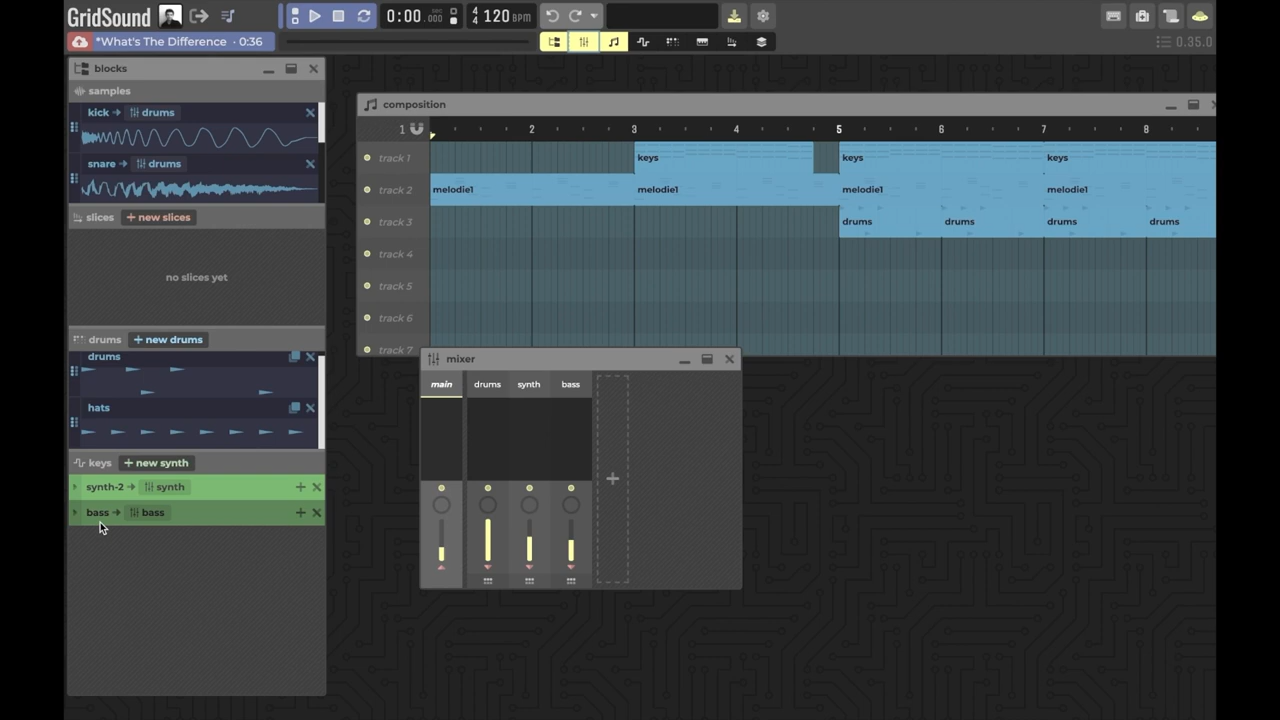 GridSound
0:00 .000 4 4 120 BPM
*What's The Difference · 0:36
0.35.0
blocks
samples
kick drums
snare drums
slices + new slices
no slices yet
drums + new drums
drums
hats
keys + new synth
synth-2 synth
bass bass
composition
1 2 3 4 5 6 7 8
track 1 keys keys keys
track 2 melodie1 melodie1 melodie1 melodie1
track 3 drums drums drums drums
track 4
track 5
track 6
track 7
mixer
main drums synth bass